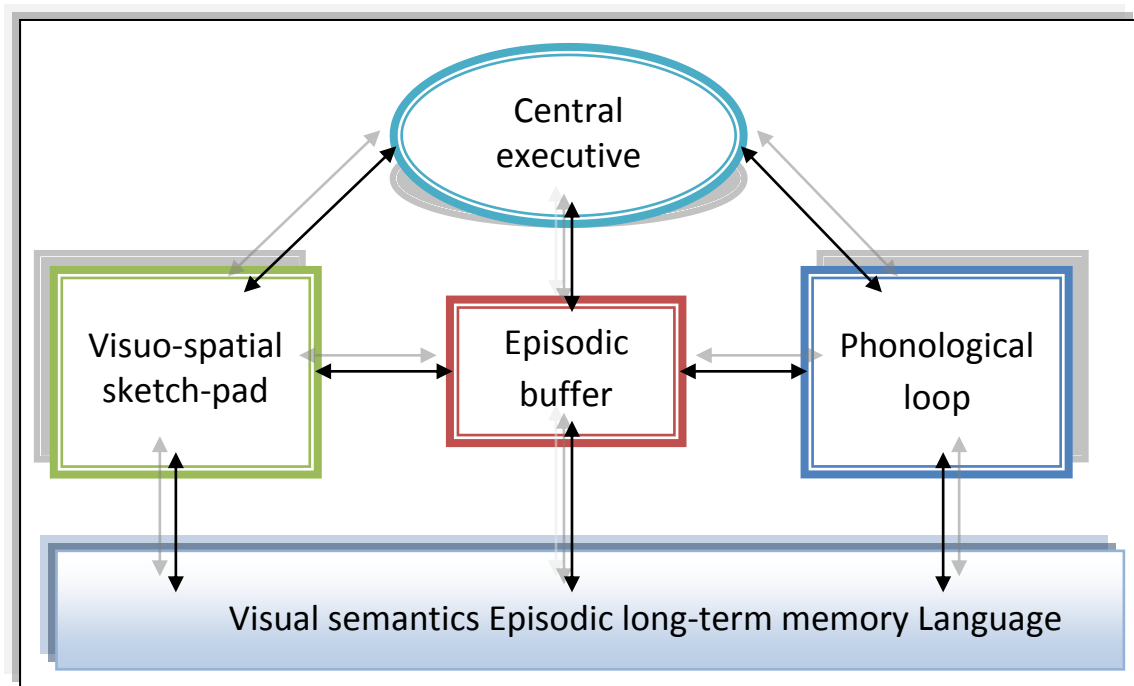 Central
executive
Visuo-spatial
sketch-pad
Episodic
buffer
Phonological
loop
Visual semantics Episodic long-term memory Language